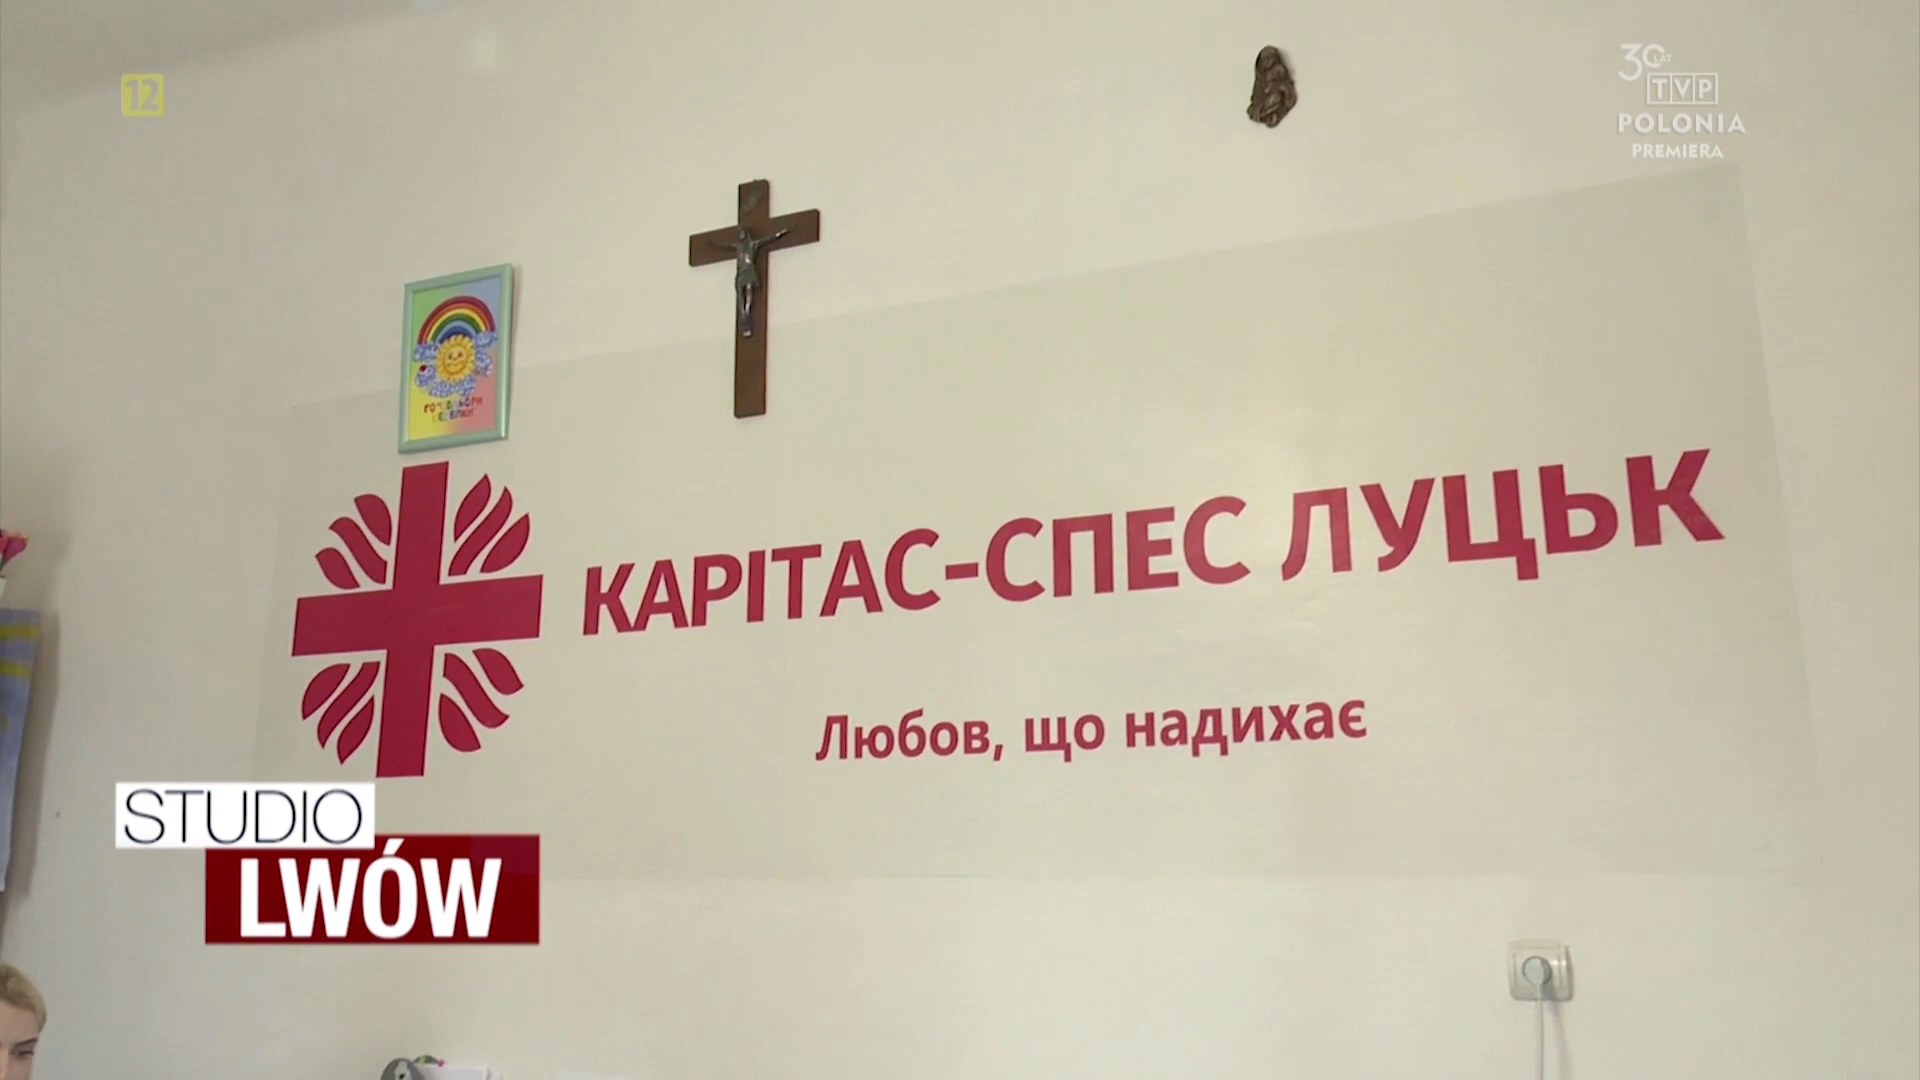 12
30 LAT
TVP
POLONIA
PREMIERA
КАРІТАС-СПЕС ЛУЦЬК
Любов, що надихає
STUDIO
LWÓW